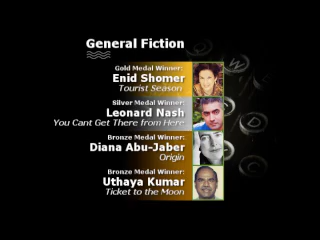 General Fiction
Gold Medal Winner:
Enid Shomer
Tourist Season
Silver Medal Winner:
Leonard Nash
You Cant Get There from Here
Bronze Medal Winner:
Diana Abu-Jaber
Origin
Bronze Medal Winner:
Uthaya Kumar
Ticket to the Moon